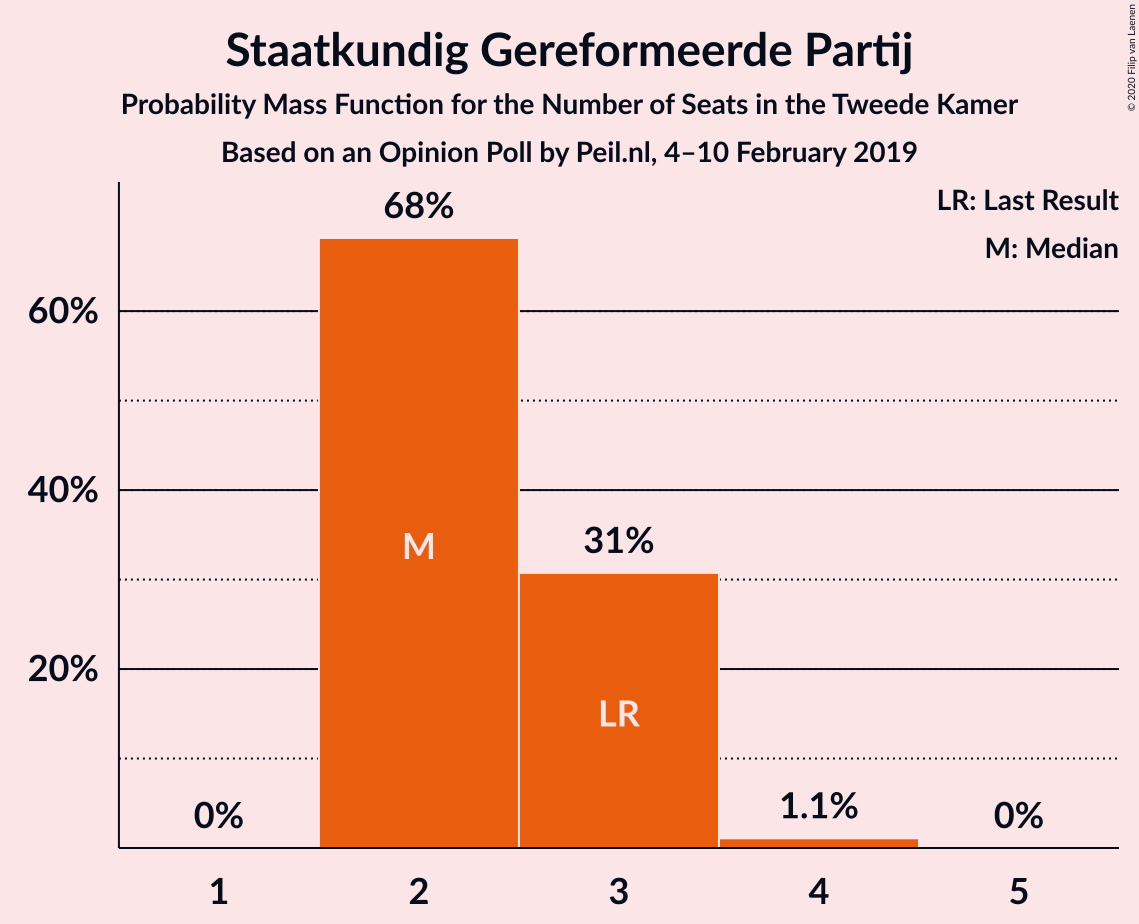 Staatkundig Gereformeerde Partij
Probability Mass Function for the Number of Seats in the Tweede Kamer
Based on an Opinion Poll by Peil.nl, 4–10 February 2019
© 2020 Filip van Laenen
LR: Last Result
M: Median
68%
60%
40%
31%
M
20%
LR
0%
1.1%
0%
1 2 3 4 5